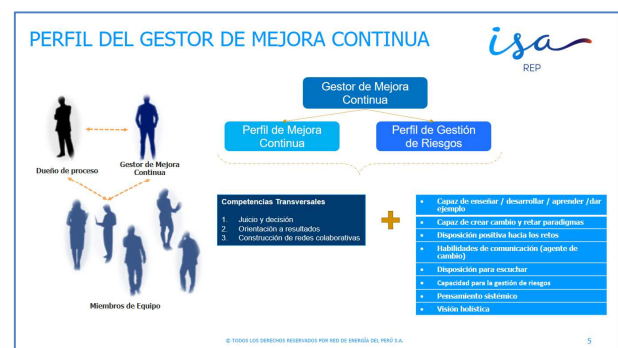 PERFIL DEL GESTOR DE MEJORA CONTINUA
isa
REP
Gestor de Mejora
Continua
Perfil de Mejora
Continua
Perfil de Gestión
de Riesgos
Dueño de proceso
Gestor de Mejora
Continua
Miembros de Equipo
Competencias Transversales
1. Juicio y decisión
2. Orientación a resultados
3. Construcción de redes colaborativas
• Capaz de enseñar / desarrollar / aprender /dar
ejemplo
• Capaz de crear cambio y retar paradigmas
• Disposición positiva hacia los retos
• Habilidades de comunicación (agente de
cambio)
• Disposición para escuchar
• Capacidad para la gestión de riesgos
• Pensamiento sistémico
• Visión holística
© TODOS LOS DERECHOS RESERVADOS POR RED DE ENERGÍA DEL PERÚ S.A.
5